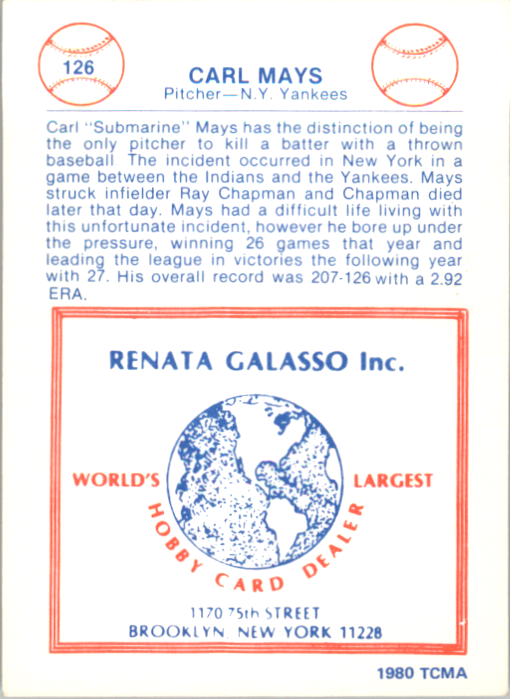 126
CARL MAYS
Pitcher—N.Y. Yankees
Carl "Submarine" Mays has the distinction of being
the only pitcher to kill a batter with a thrown
baseball. The incident occurred in New York in a
game between the Indians and the Yankees. Mays
struck infielder Ray Chapman and Chapman died
later that day. Mays had a difficult life living with
this unfortunate incident, however he bore up under
the pressure, winning 26 games that year and
leading the league in victories the following year
with 27. His overall record was 207-126 with a 2.92
ERA.
RENATA GALASSO Inc.
WORLD'S LARGEST
HOBBY CARD DEALER
1170 75th STREET
BROOKLYN, NEW YORK 11228
1980 TCMA